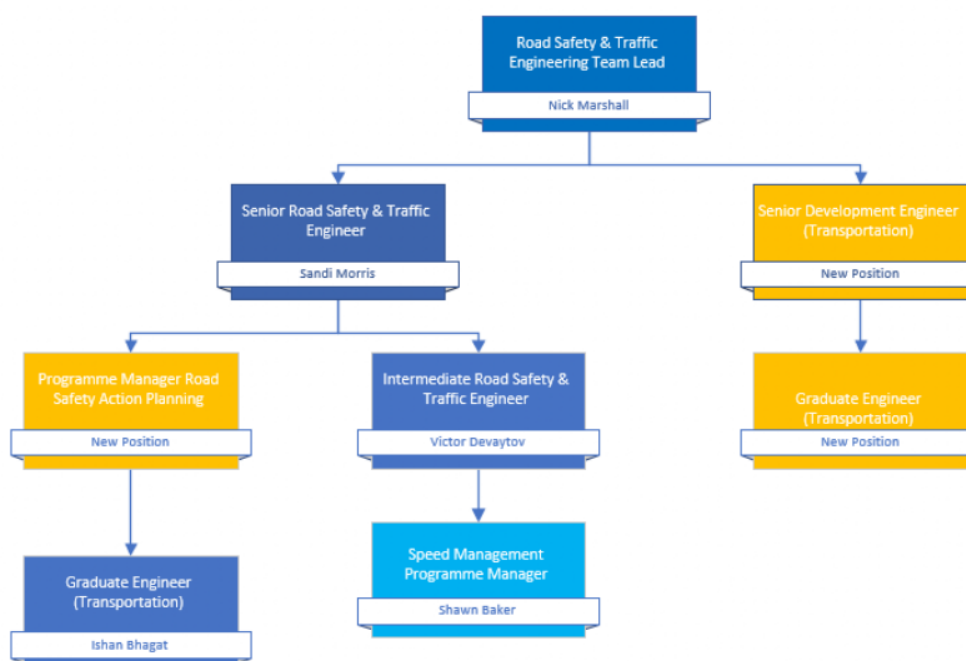 Road Safety & Traffic
Engineering Team Lead
Nick Marshall
Senior Road Safety & Traffic
Engineer
Sandi Morris
Senior Development Engineer
(Transportation)
New Position
Programme Manager Road
Safety Action Planning
New Position
Intermediate Road Safety &
Traffic Engineer
Victor Devaytov
Graduate Engineer
(Transportation)
New Position
Graduate Engineer
(Transportation)
Ishan Bhagat
Speed Management
Programme Manager
Shawn Baker